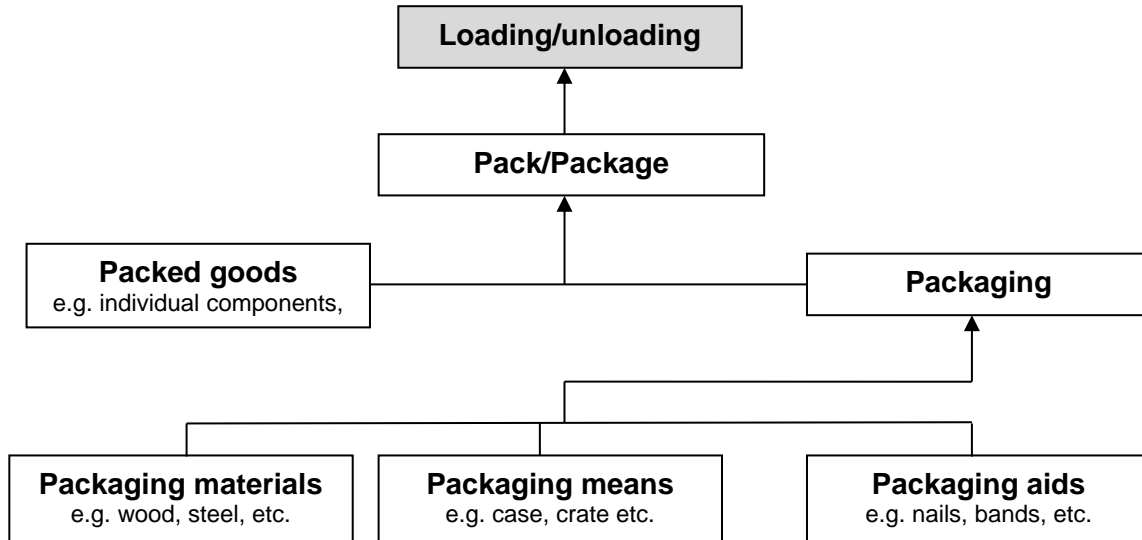 Loading/unloading
Pack/Package
Packed goods
e.g. individual components,
Packaging
Packaging materials
e.g. wood, steel, etc.
Packaging means
e.g. case, crate etc.
Packaging aids
e.g. nails, bands, etc.